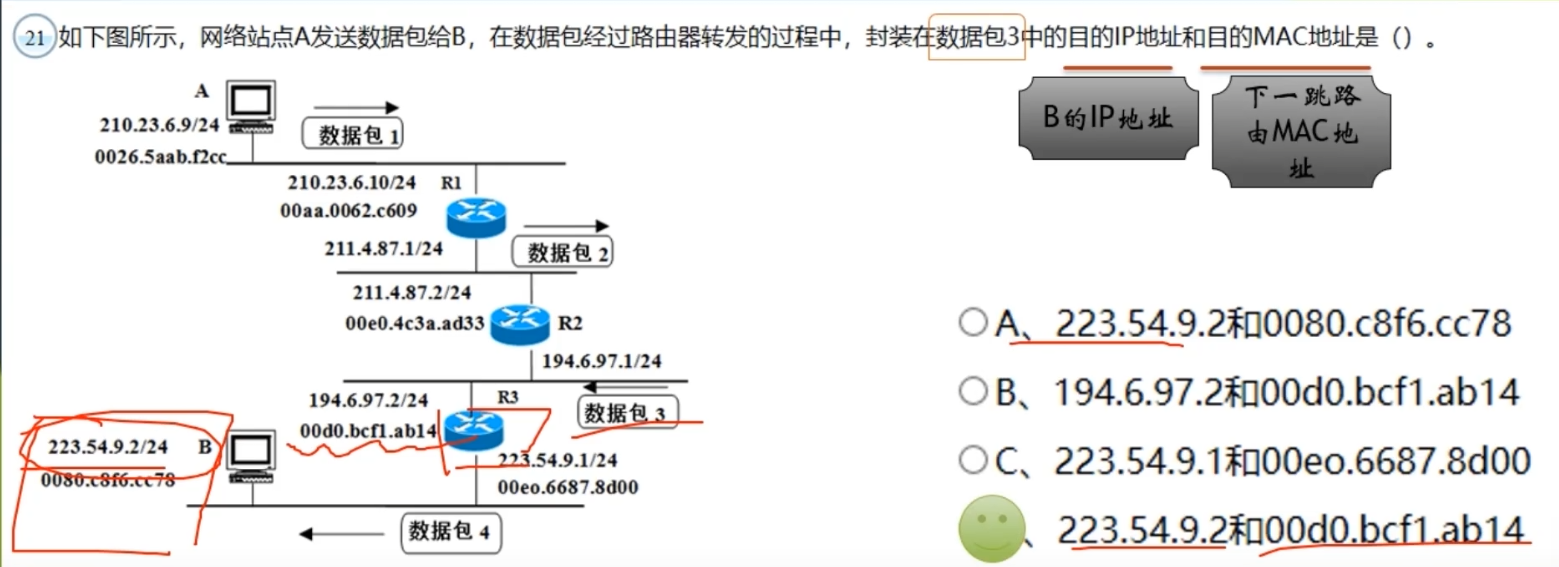 21 如下图所示，网络站点A发送数据包给B，在数据包经过路由器转发的过程中，封装在数据包3中的目的IP地址和目的MAC地址是（）。
B的IP地址
下一跳路
由MAC地
址
A
210.23.6.9/24
0026.5aab.f2cc
数据包 1
210.23.6.10/24 R1
00aa.0062.c609
211.4.87.1/24
数据包 2
211.4.87.2/24
00e0.4c3a.ad33 R2
194.6.97.1/24
194.6.97.2/24 R3
00d0.bcf1.ab14
数据包 3
223.54.9.2/24 B
0080.c8f6.cc78
223.54.9.1/24
00eo.6687.8d00
数据包 4
A、223.54.9.2和0080.c8f6.cc78
B、194.6.97.2和00d0.bcf1.ab14
C、223.54.9.1和00eo.6687.8d00
、223.54.9.2和00d0.bcf1.ab14